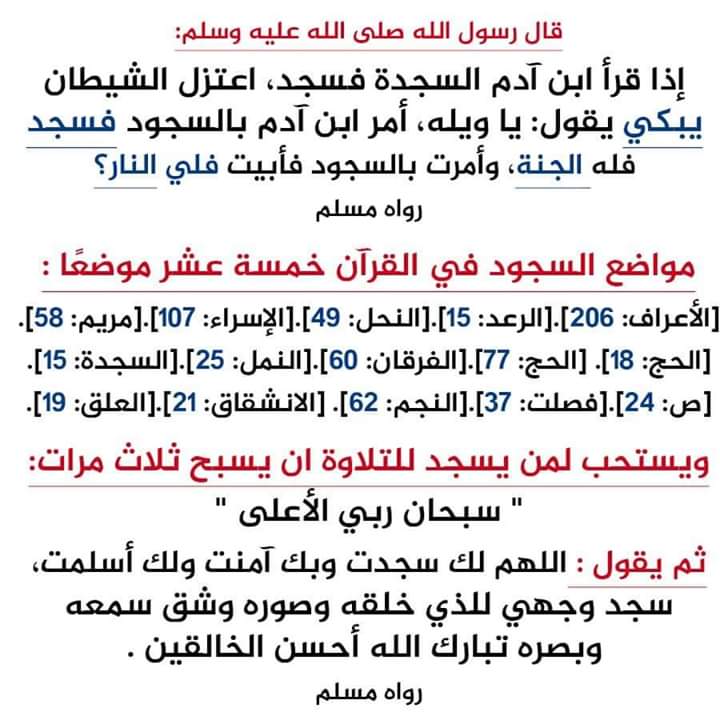 قال رسول الله صلى الله عليه وسلم:
إذا قرأ ابن آدم السجدة فسجد، اعتزل الشيطان
يبكي يقول: يا ويله، أمر ابن آدم بالسجود فسجد
فله الجنة، وأمرت بالسجود فأبيت فلي النار؟
رواه مسلم
مواضع السجود في القرآن خمسة عشر موضعًا :
[الأعراف: 206].[الرعد: 15].[النحل: 49].[الإسراء: 107].[مريم: 58].
[الحج: 18]. [الحج: 77].[الفرقان: 60].[النمل: 25].[السجدة: 15].
[ص: 24].[فصلت: 37].[النجم: 62]. [الانشقاق: 21].[العلق: 19].
ويستحب لمن يسجد للتلاوة ان يسبح ثلاث مرات:
" سبحان ربي الأعلى "
ثم يقول : اللهم لك سجدت وبك آمنت ولك أسلمت،
سجد وجهي للذي خلقه وصوره وشق سمعه
وبصره تبارك الله أحسن الخالقين .
رواه مسلم